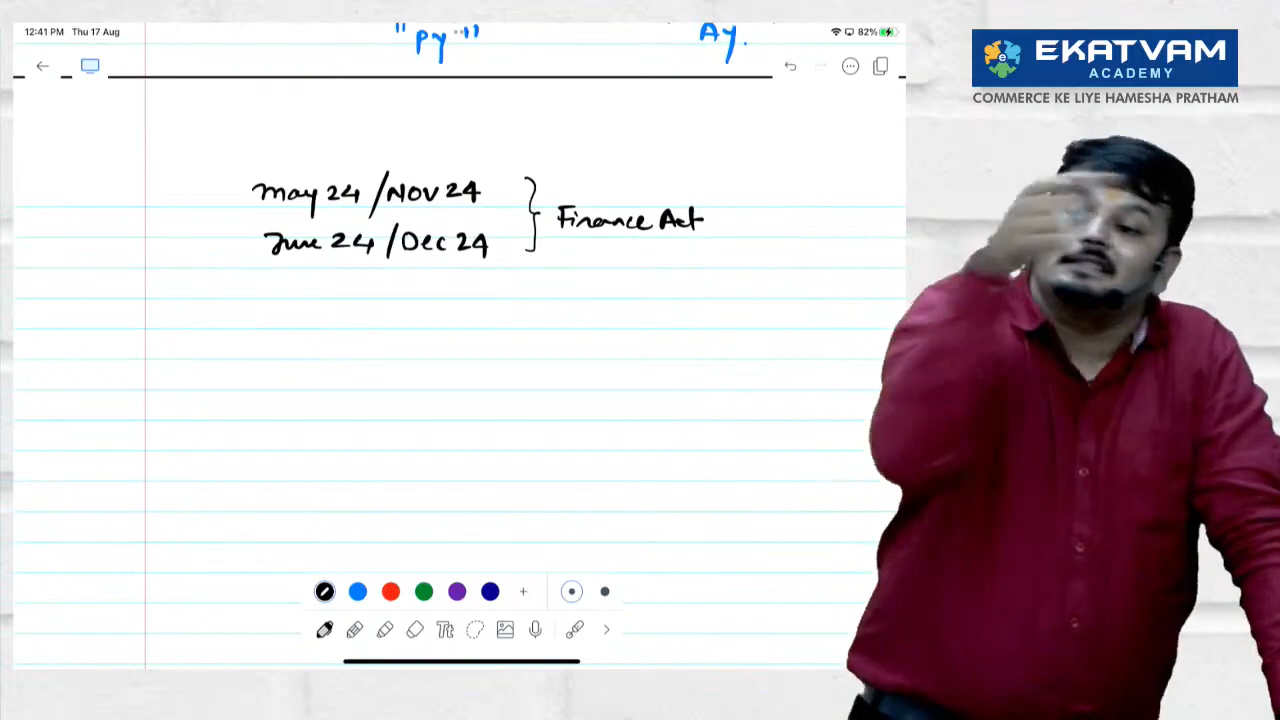 12:41 PM Thu 17 Aug
82%
"Py"
Ay.
May 24 / Nov 24
June 24 / Dec 24
Finance Act
Tt
EKATVAM
ACADEMY
COMMERCE KE LIYE HAMESHA PRATHAM